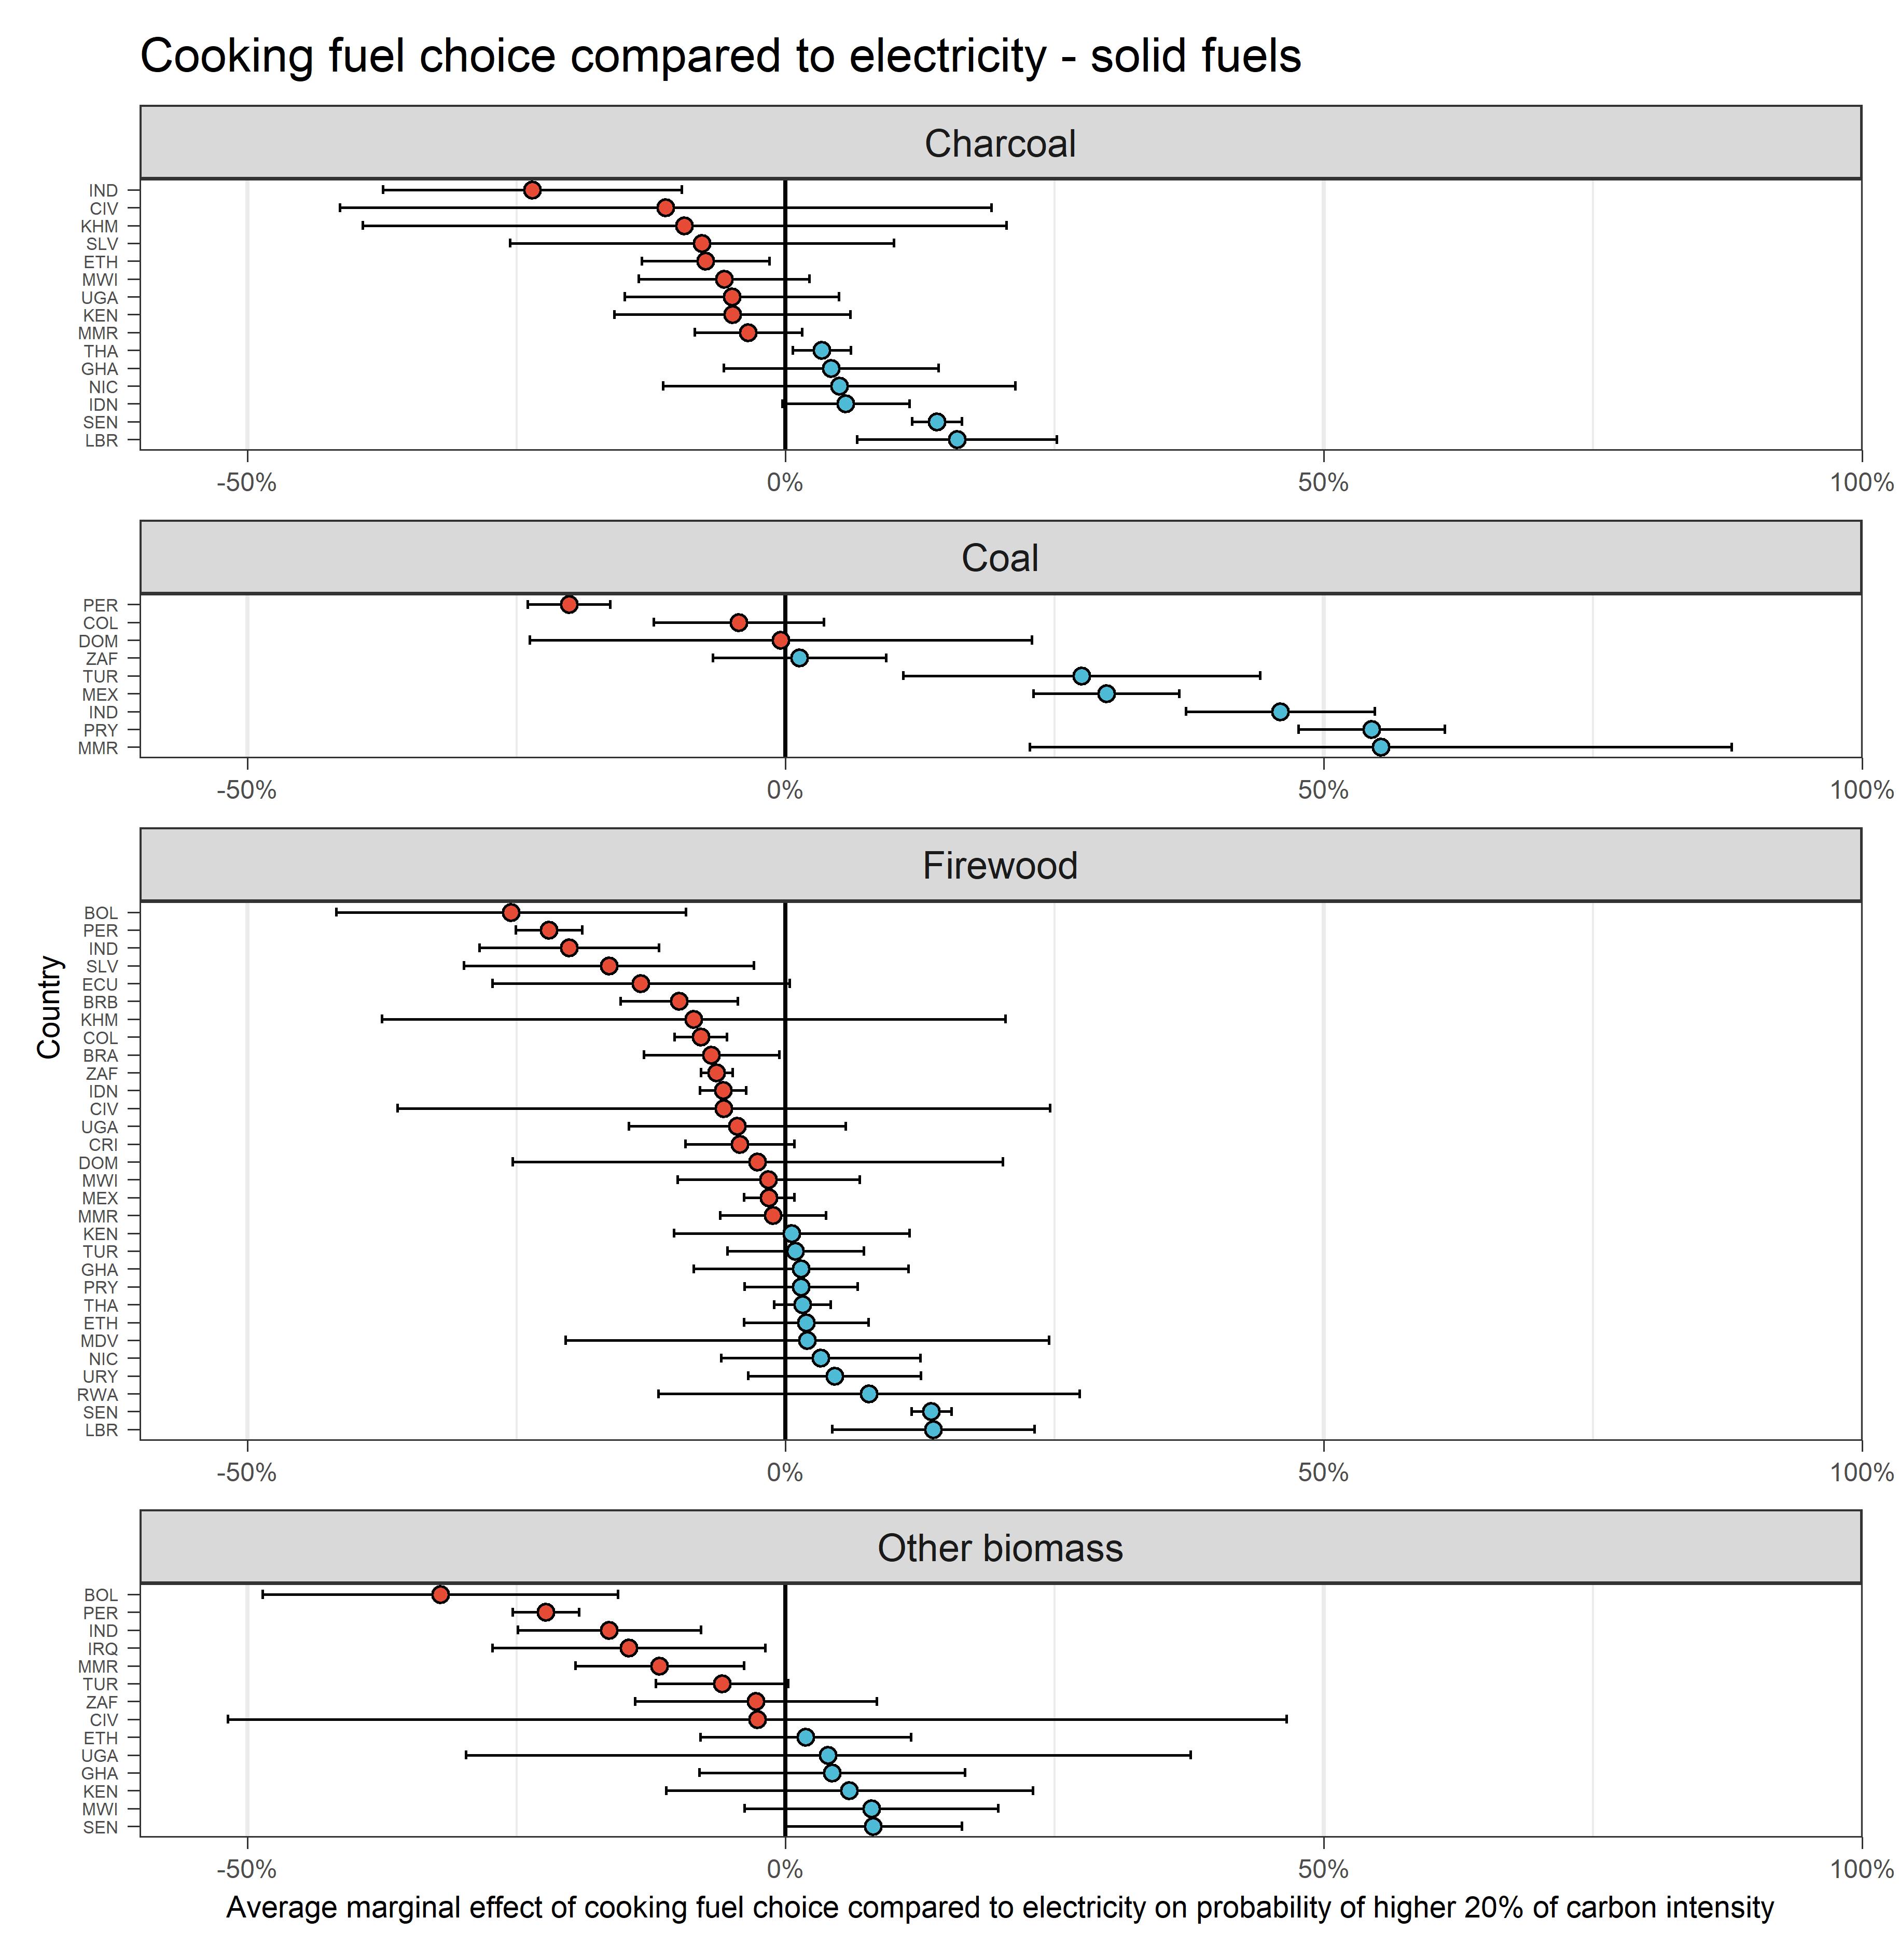 Cooking fuel choice compared to electricity - solid fuels
Charcoal
IND
CIV
KHM
SLV
ETH
MWI
UGA
KEN
MMR
THA
GHA
NIC
IDN
SEN
LBR
-50% 0% 50% 100%
Coal
PER
COL
DOM
ZAF
TUR
MEX
IND
PRY
MMR
-50% 0% 50% 100%
Firewood
Country
BOL
PER
IND
SLV
ECU
BRB
KHM
COL
BRA
ZAF
IDN
CIV
UGA
CRI
DOM
MWI
MEX
MMR
KEN
TUR
GHA
PRY
THA
ETH
MDV
NIC
URY
RWA
SEN
LBR
-50% 0% 50% 100%
Other biomass
BOL
PER
IND
IRQ
MMR
TUR
ZAF
CIV
ETH
UGA
GHA
KEN
MWI
SEN
-50% 0% 50% 100%
Average marginal effect of cooking fuel choice compared to electricity on probability of higher 20% of carbon intensity